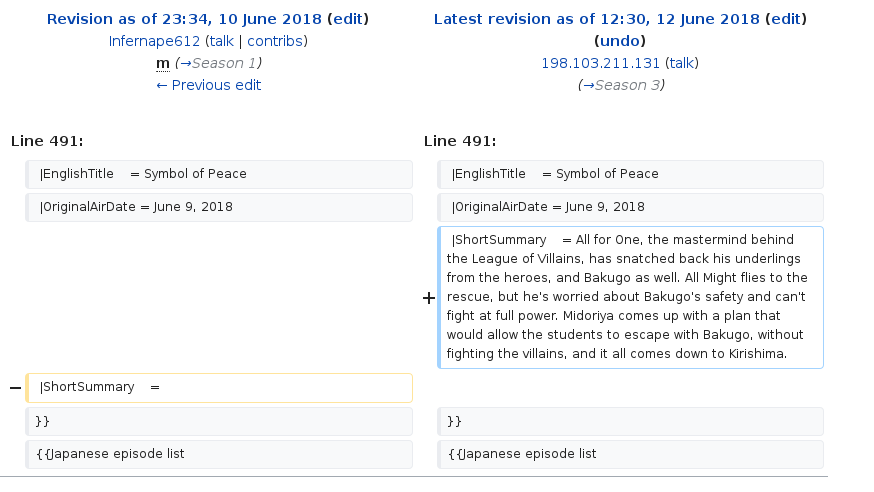 Revision as of 23:34, 10 June 2018 (edit)
Infernape612 (talk | contribs)
m (→Season 1)
← Previous edit
Latest revision as of 12:30, 12 June 2018 (edit)
(undo)
198.103.211.131 (talk)
(→Season 3)
Line 491:
Line 491:
|EnglishTitle = Symbol of Peace
|EnglishTitle = Symbol of Peace
|OriginalAirDate = June 9, 2018
|OriginalAirDate = June 9, 2018
+
|ShortSummary = All for One, the mastermind behind
the League of Villains, has snatched back his underlings
from the heroes, and Bakugo as well. All Might flies to the
rescue, but he's worried about Bakugo's safety and can't
fight at full power. Midoriya comes up with a plan that
would allow the students to escape with Bakugo, without
fighting the villains, and it all comes down to Kirishima.
− |ShortSummary =
}}
}}
{{Japanese episode list
{{Japanese episode list